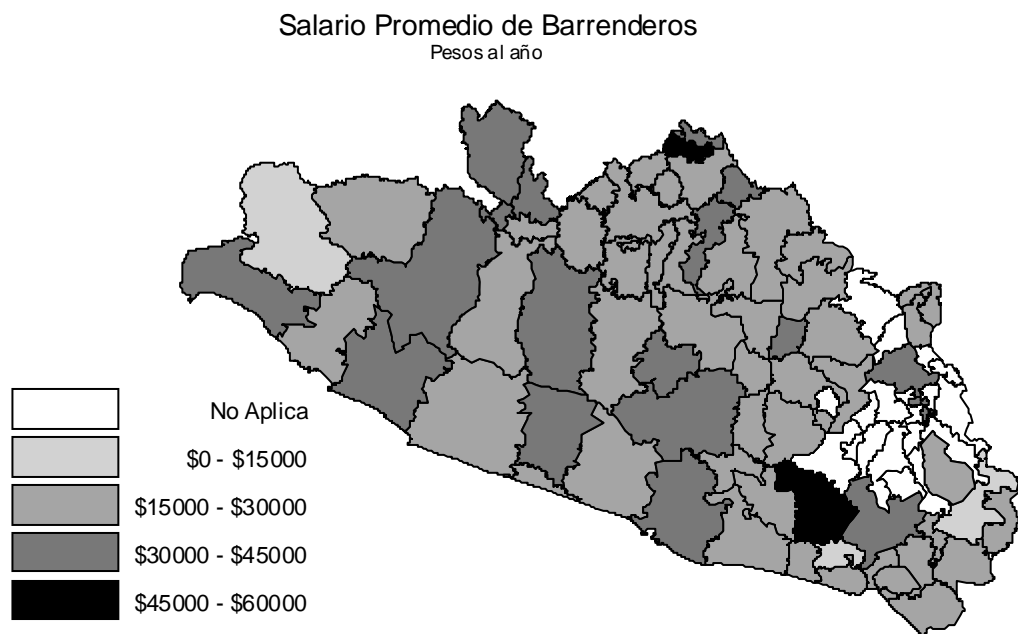 Salario Promedio de Barrenderos
Pesos al año
No Aplica
$0 - $15000
$15000 - $30000
$30000 - $45000
$45000 - $60000